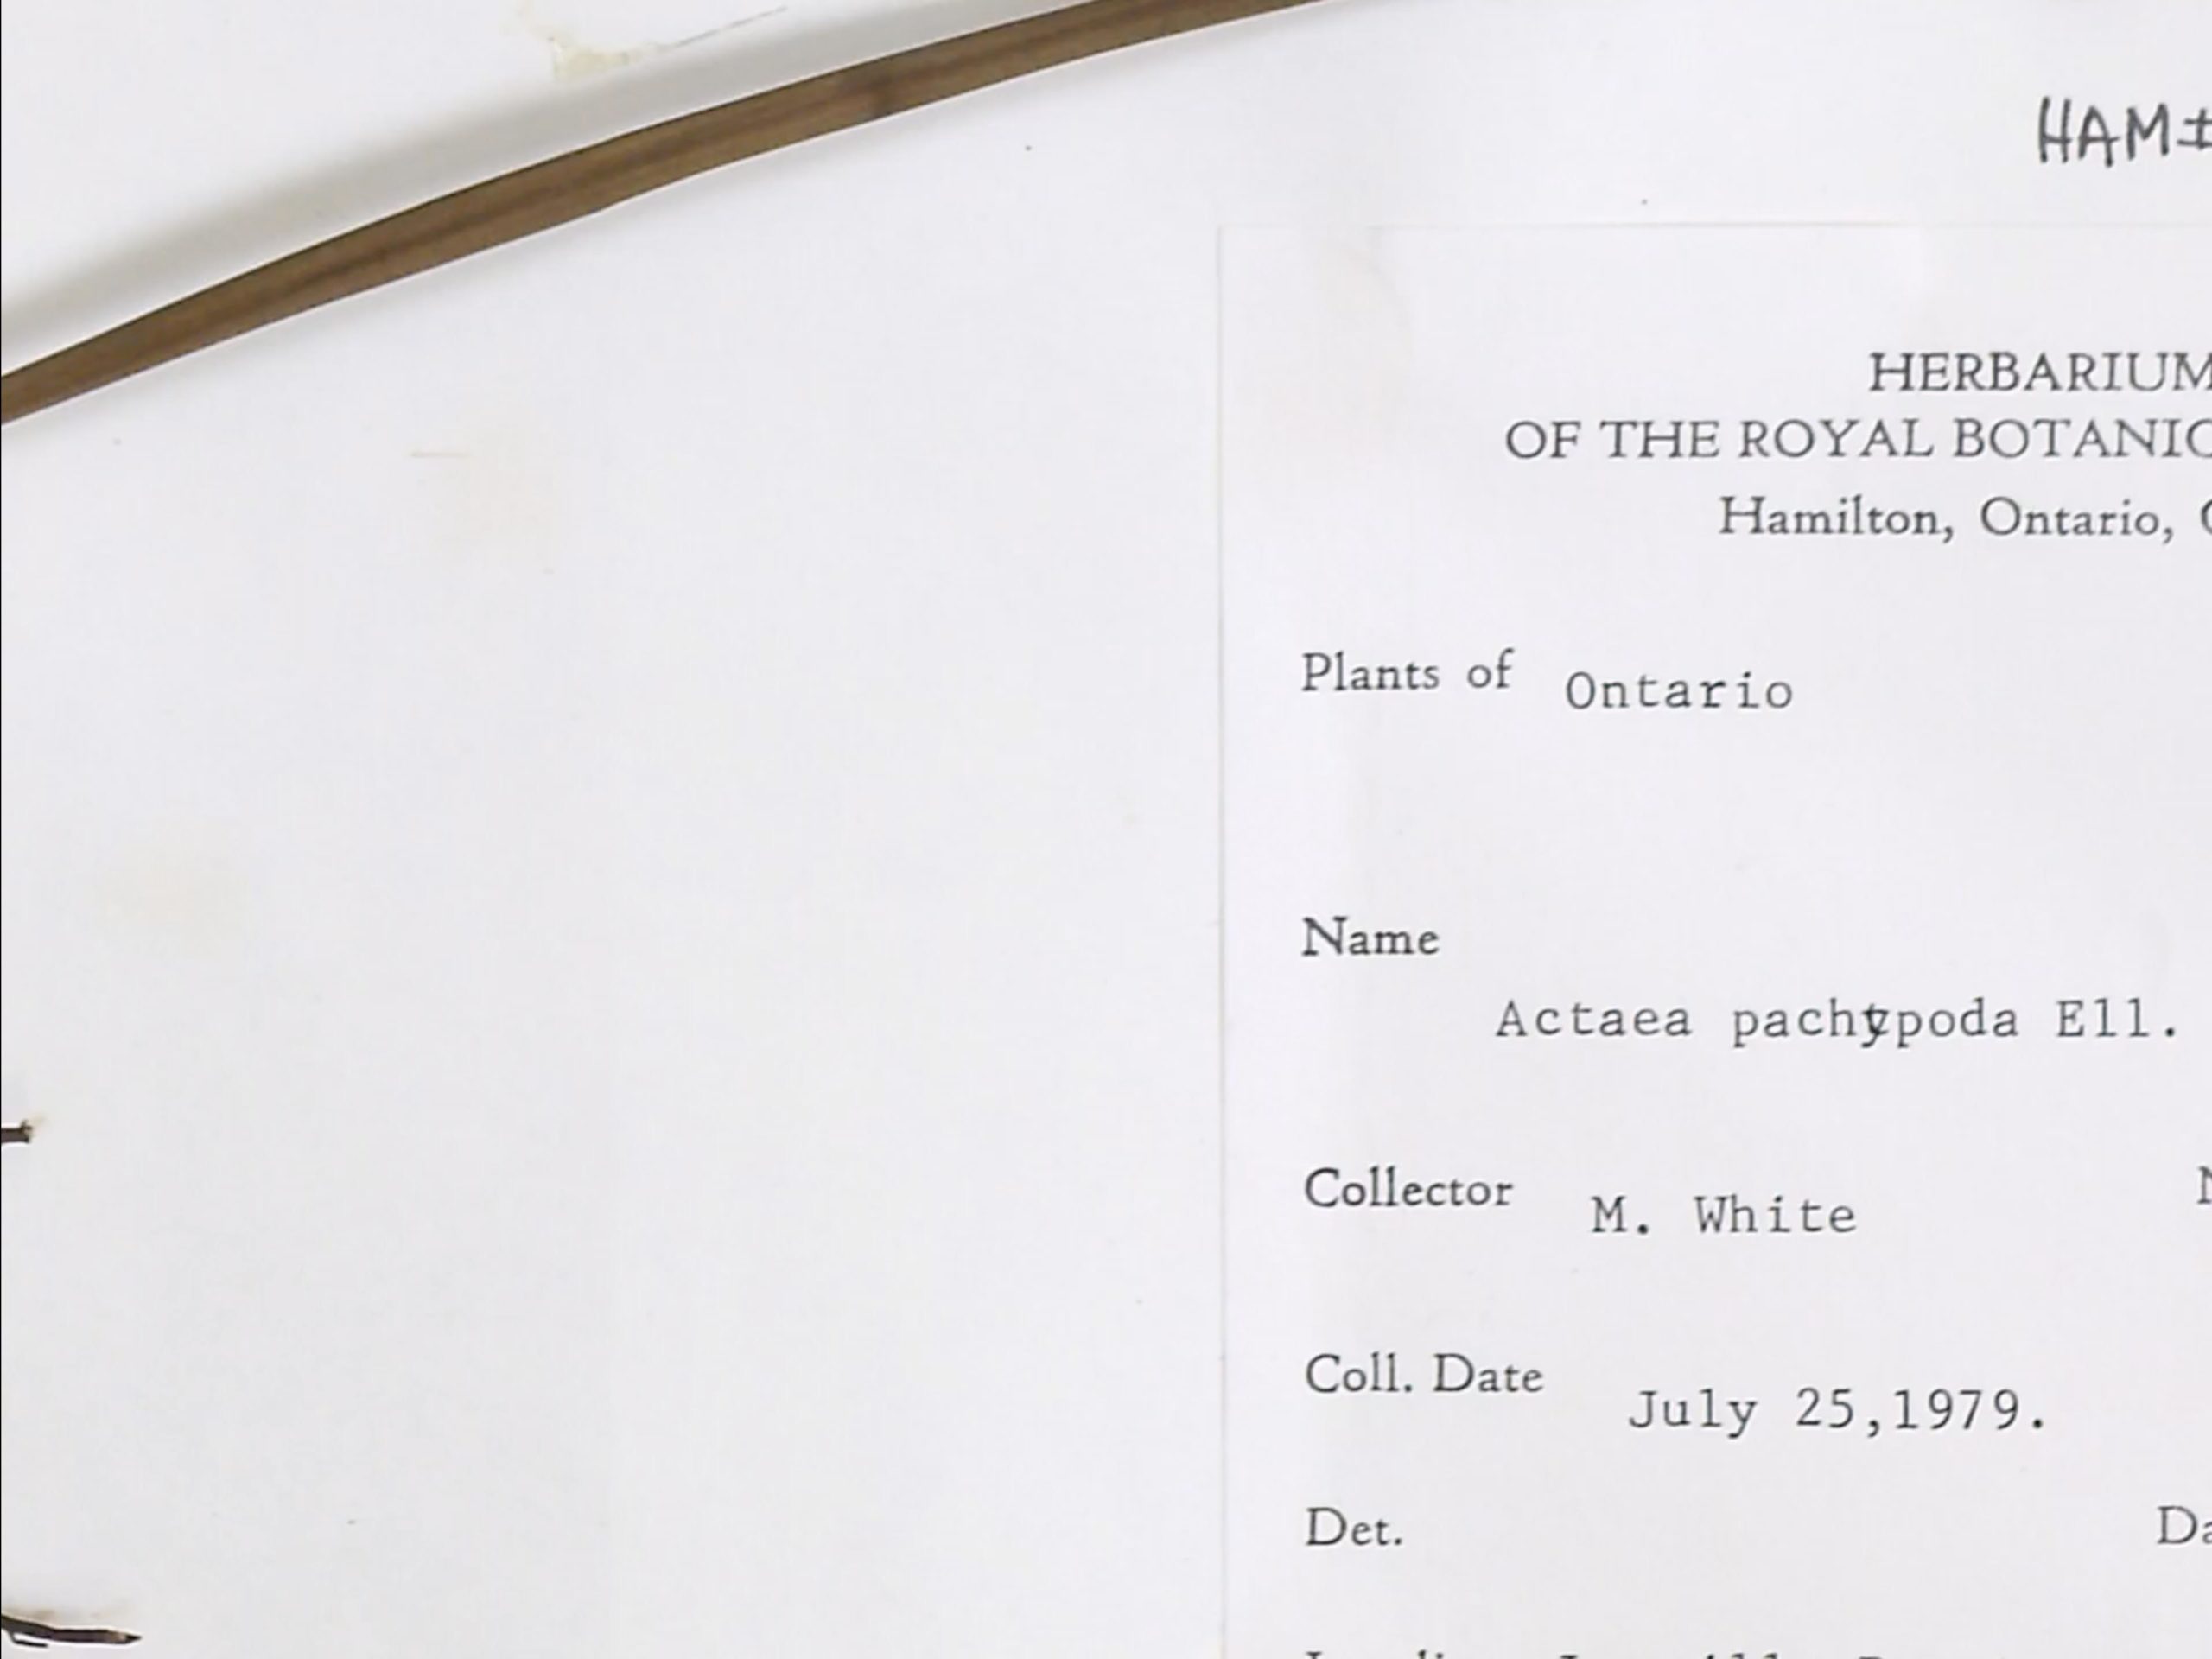 HAM
HERBARIUM
OF THE ROYAL BOTANIC
Hamilton, Ontario,
Plants of Ontario
Name
Actaea pachypoda Ell.
Collector M. White
Coll. Date July 25,1979.
Det.